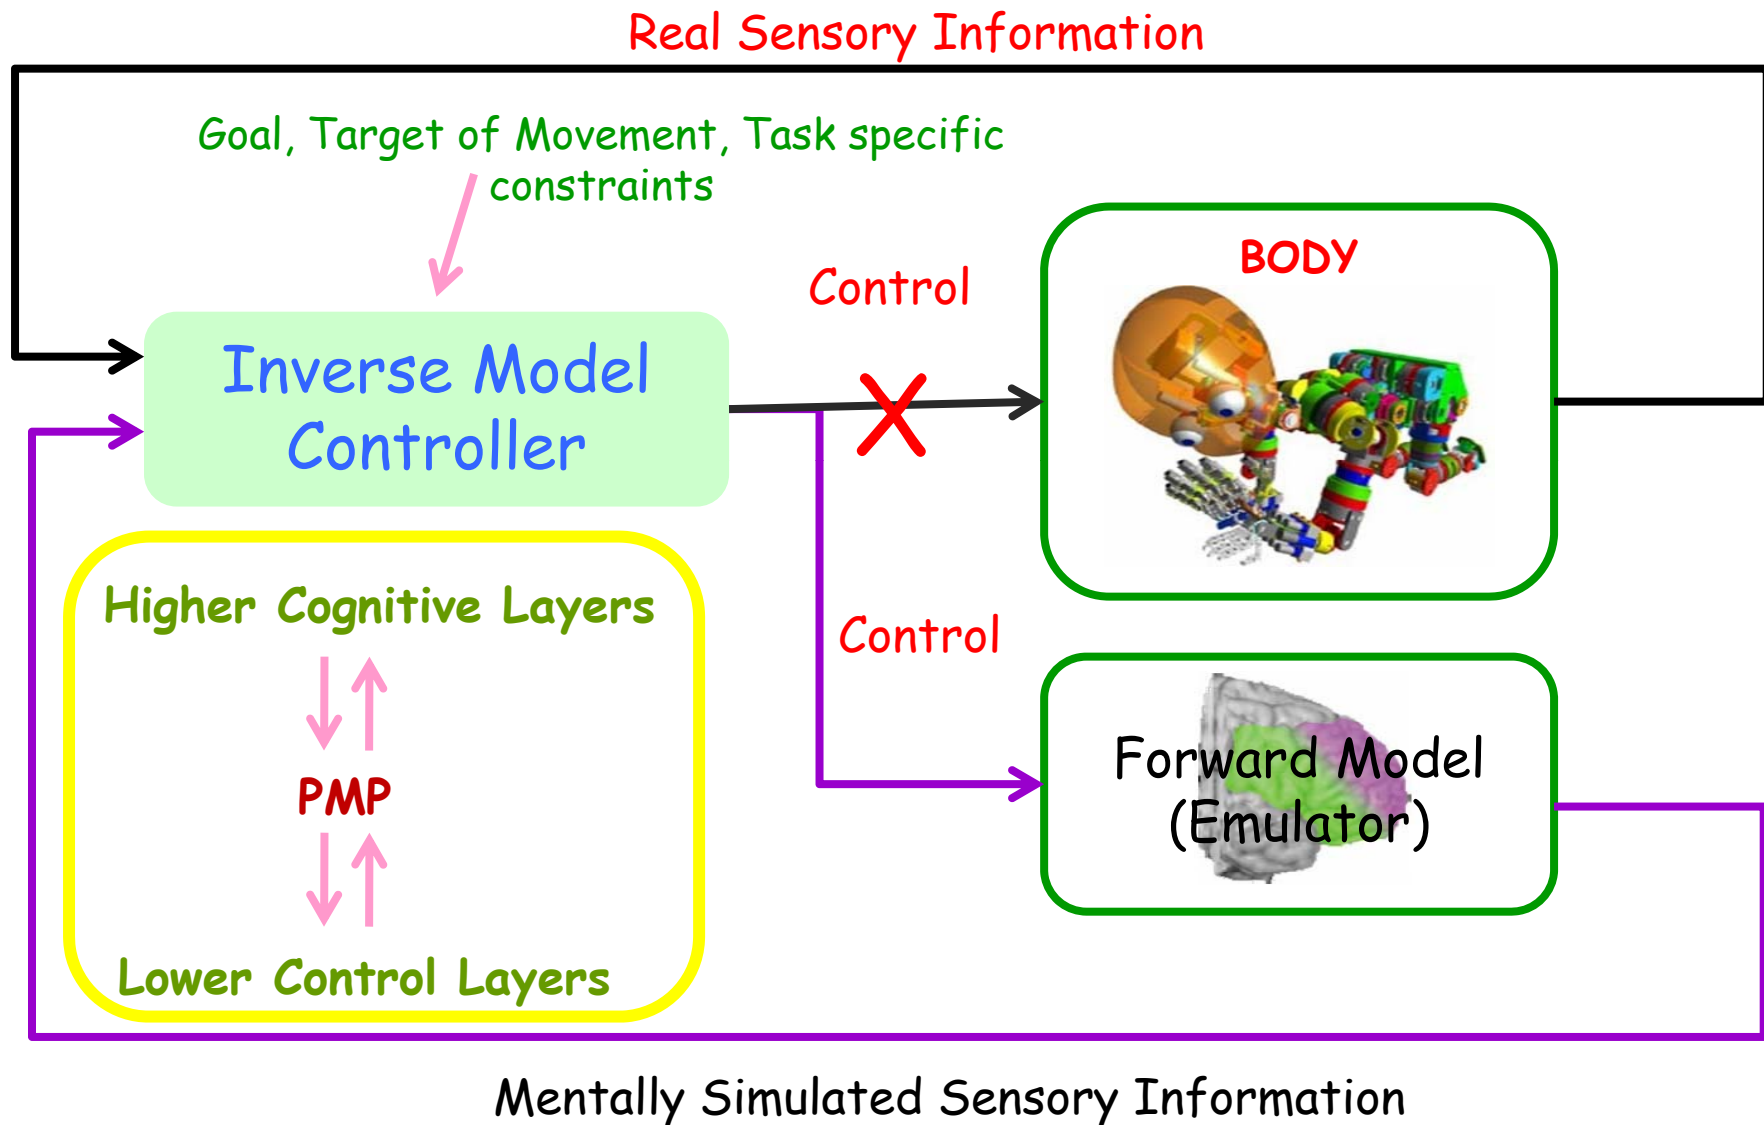 Real Sensory Information
Goal, Target of Movement, Task specific
constraints
Control
BODY
Inverse Model
Controller
Higher Cognitive Layers
PMP
Lower Control Layers
Control
Forward Model
(Emulator)
Mentally Simulated Sensory Information